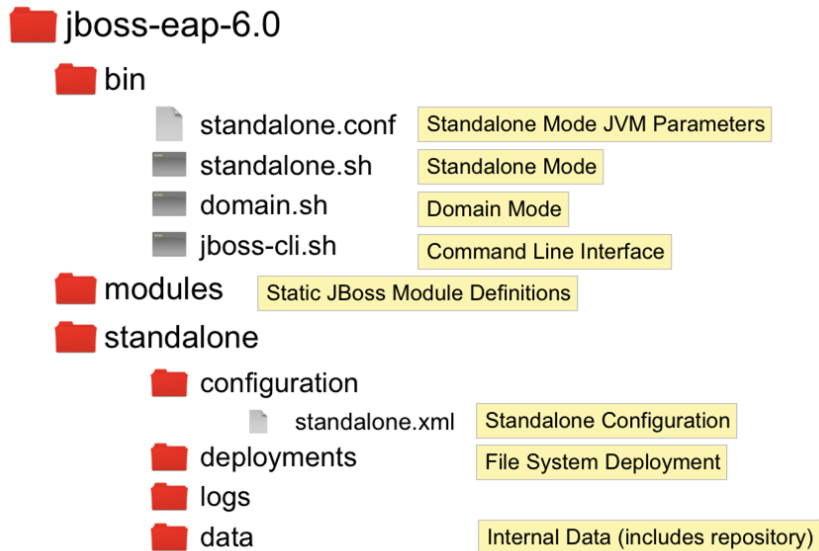 jboss-eap-6.0
bin
standalone.conf Standalone Mode JVM Parameters
standalone.sh Standalone Mode
domain.sh Domain Mode
jboss-cli.sh Command Line Interface
modules Static JBoss Module Definitions
standalone
configuration
standalone.xml Standalone Configuration
deployments File System Deployment
logs
data Internal Data (includes repository)